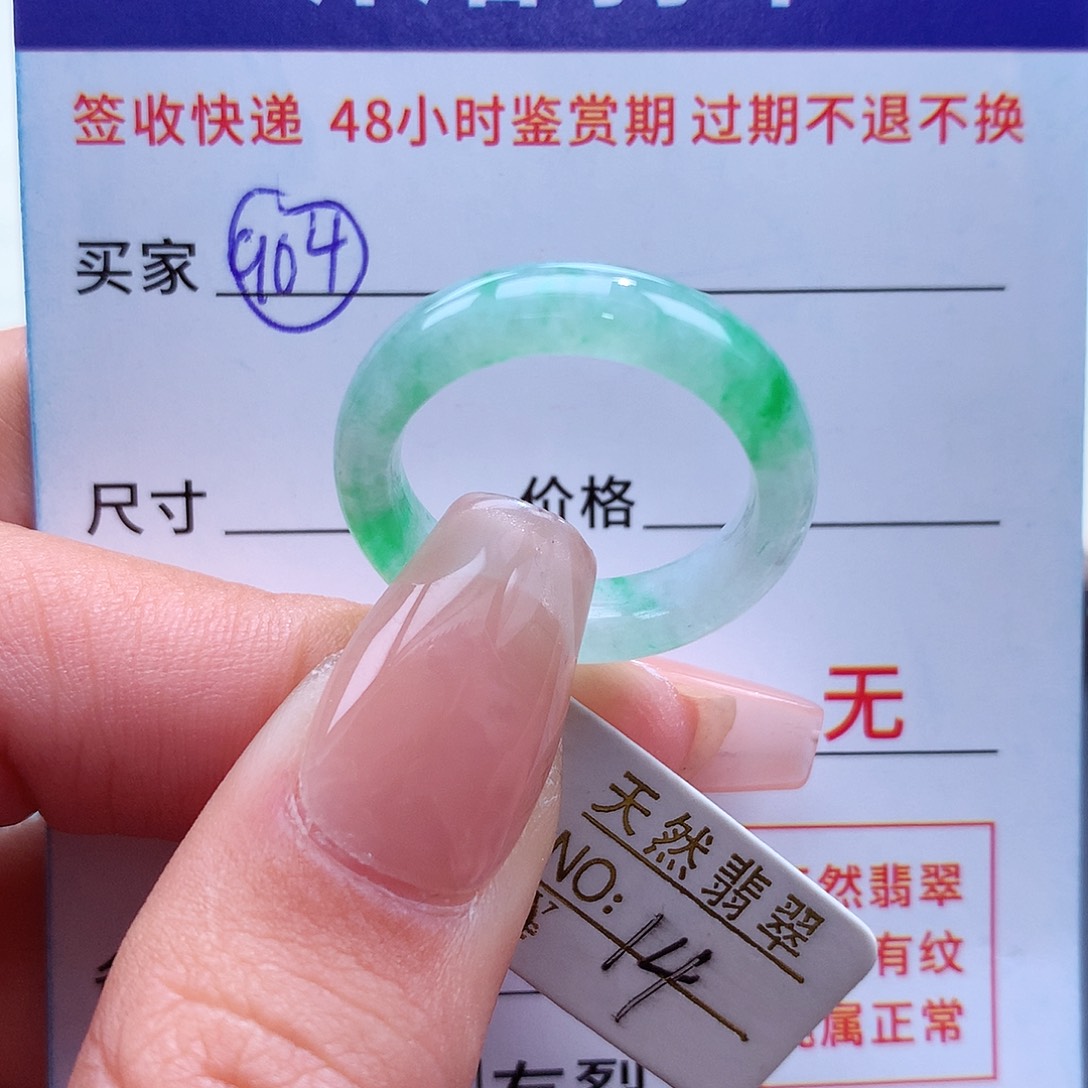 签收快递 48小时鉴赏期 过期不退不换
买家 904
尺寸 价格
无
天然翡翠
NO: 14
然翡翠
有纹
属正常